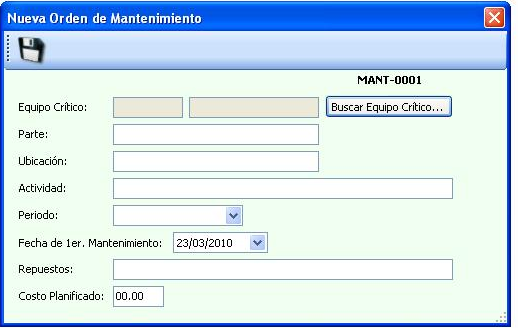 Nueva Orden de Mantenimiento
MANT-0001
Equipo Crítico: Buscar Equipo Crítico...
Parte:
Ubicación:
Actividad:
Periodo:
Fecha de 1er. Mantenimiento: 23/03/2010
Repuestos:
Costo Planificado: 00.00